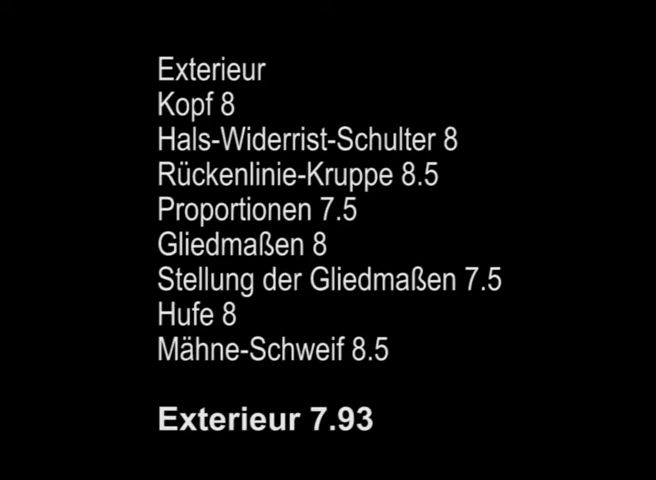 Exterieur
Kopf 8
Hals-Widerrist-Schulter 8
Rückenlinie-Kruppe 8.5
Proportionen 7.5
Gliedmaßen 8
Stellung der Gliedmaßen 7.5
Hufe 8
Mähne-Schweif 8.5
Exterieur 7.93